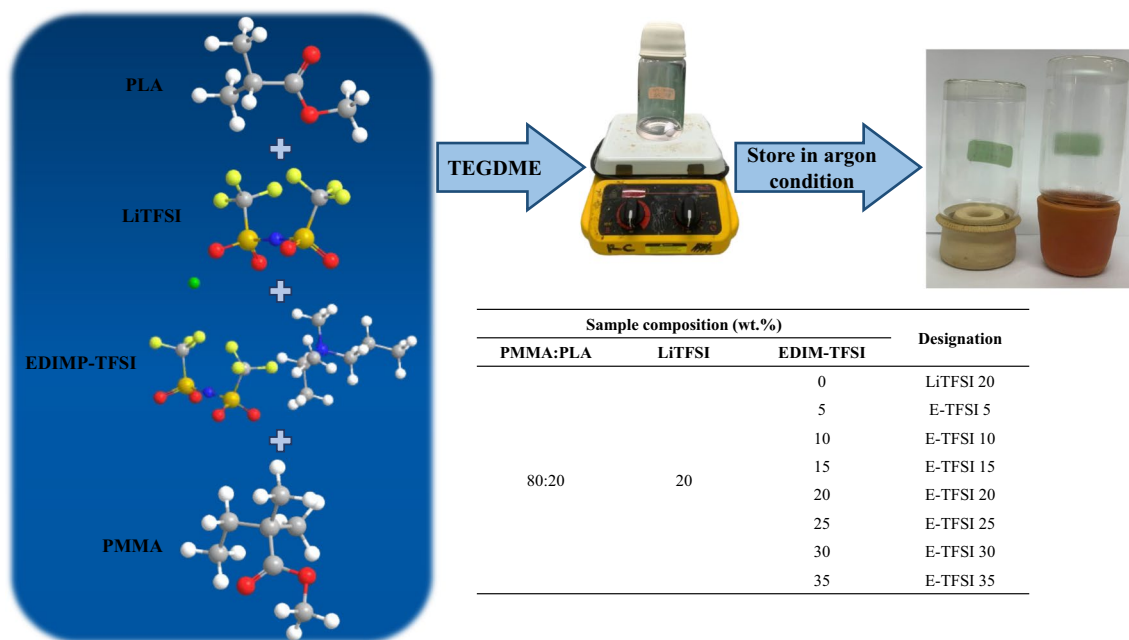 PLA
LiTFSI
EDIMP-TFSI
PMMA
TEGDME
Store in argon
condition
Sample composition (wt.%)
Designation
PMMA:PLA LiTFSI EDIM-TFSI
0 LiTFSI 20
5 E-TFSI 5
10 E-TFSI 10
15 E-TFSI 15
80:20 20
20 E-TFSI 20
25 E-TFSI 25
30 E-TFSI 30
35 E-TFSI 35